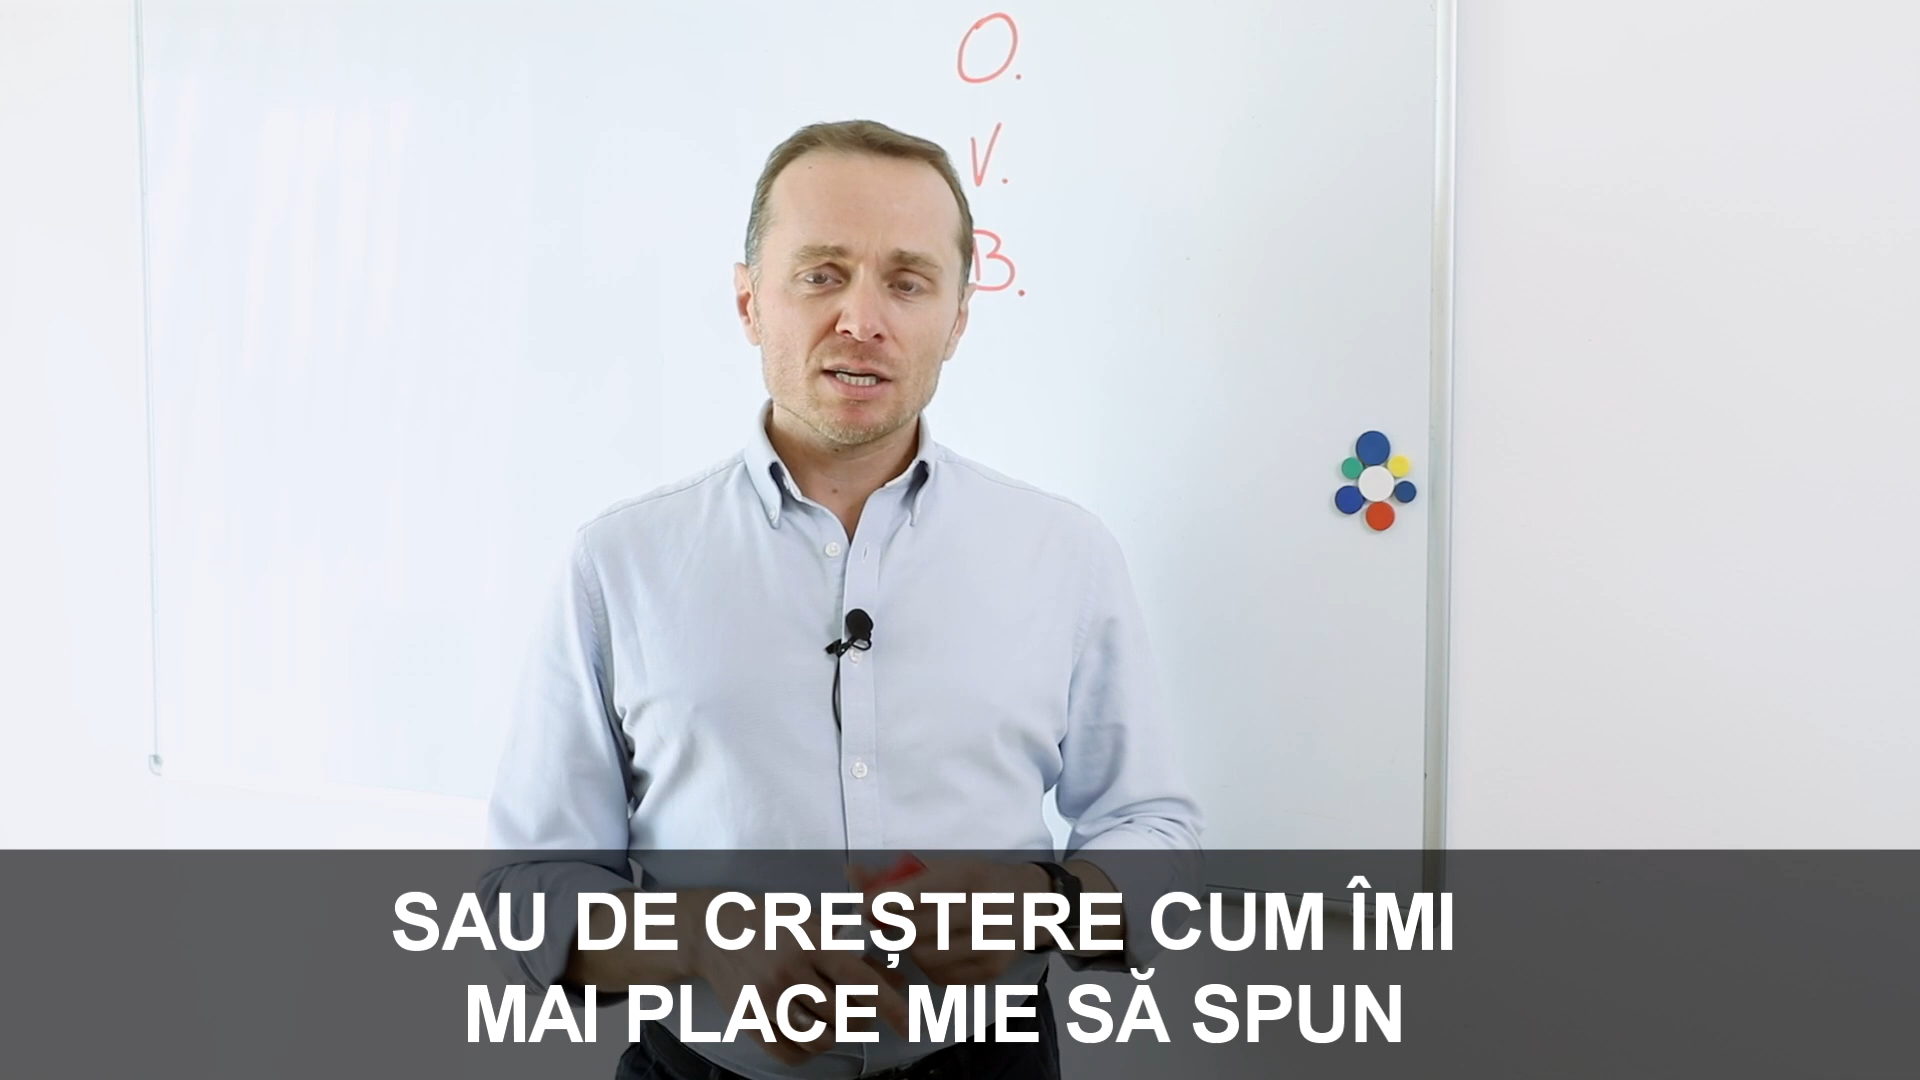 O.
V.
B.
SAU DE CREȘTERE CUM ÎMI
MAI PLACE MIE SĂ SPUN